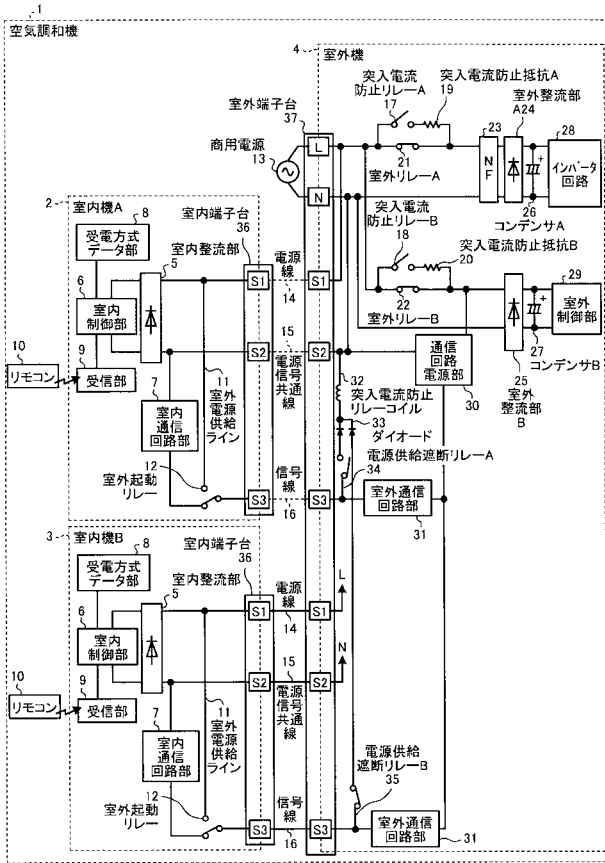 1
空気調和機
4
室外機
突入電流
防止リレーA
突入電流防止抵抗A
17
19
室外整流部
A24
室外端子台
37
商用電源
13
L
N
21
室外リレーA
23
NF
28
インバータ
回路
26
コンデンサA
突入電流
防止リレーB
突入電流防止抵抗B
18
20
22
室外リレーB
29
室外
制御部
27
コンデンサB
25
室外
整流部
B
通信
回路
電源部
30
2
室内機A
8
受電方式
データ部
室内端子台
36
室内整流部
5
6
室内
制御部
9
受信部
10
リモコン
7
室内
通信
回路部
11
室外
電源
供給
ライン
12
室外起動
リレー
S1
電源
線
14
S1
S2
15
電源
信号
共通
線
S2
S3
信号
線
16
S3
32
突入電流防止
リレーコイル
33
ダイオード
電源供給遮断リレーA
34
室外通信
回路部
31
3
室内機B
8
受電方式
データ部
室内端子台
36
室内整流部
5
6
室内
制御部
9
受信部
10
リモコン
7
室内
通信
回路部
11
室外
電源
供給
ライン
12
室外起動
リレー
S1
電源
線
14
S1
L
S2
15
電源
信号
共通線
S2
N
S3
信号
線
16
S3
電源供給
遮断リレーB
35
室外通信
回路部
31